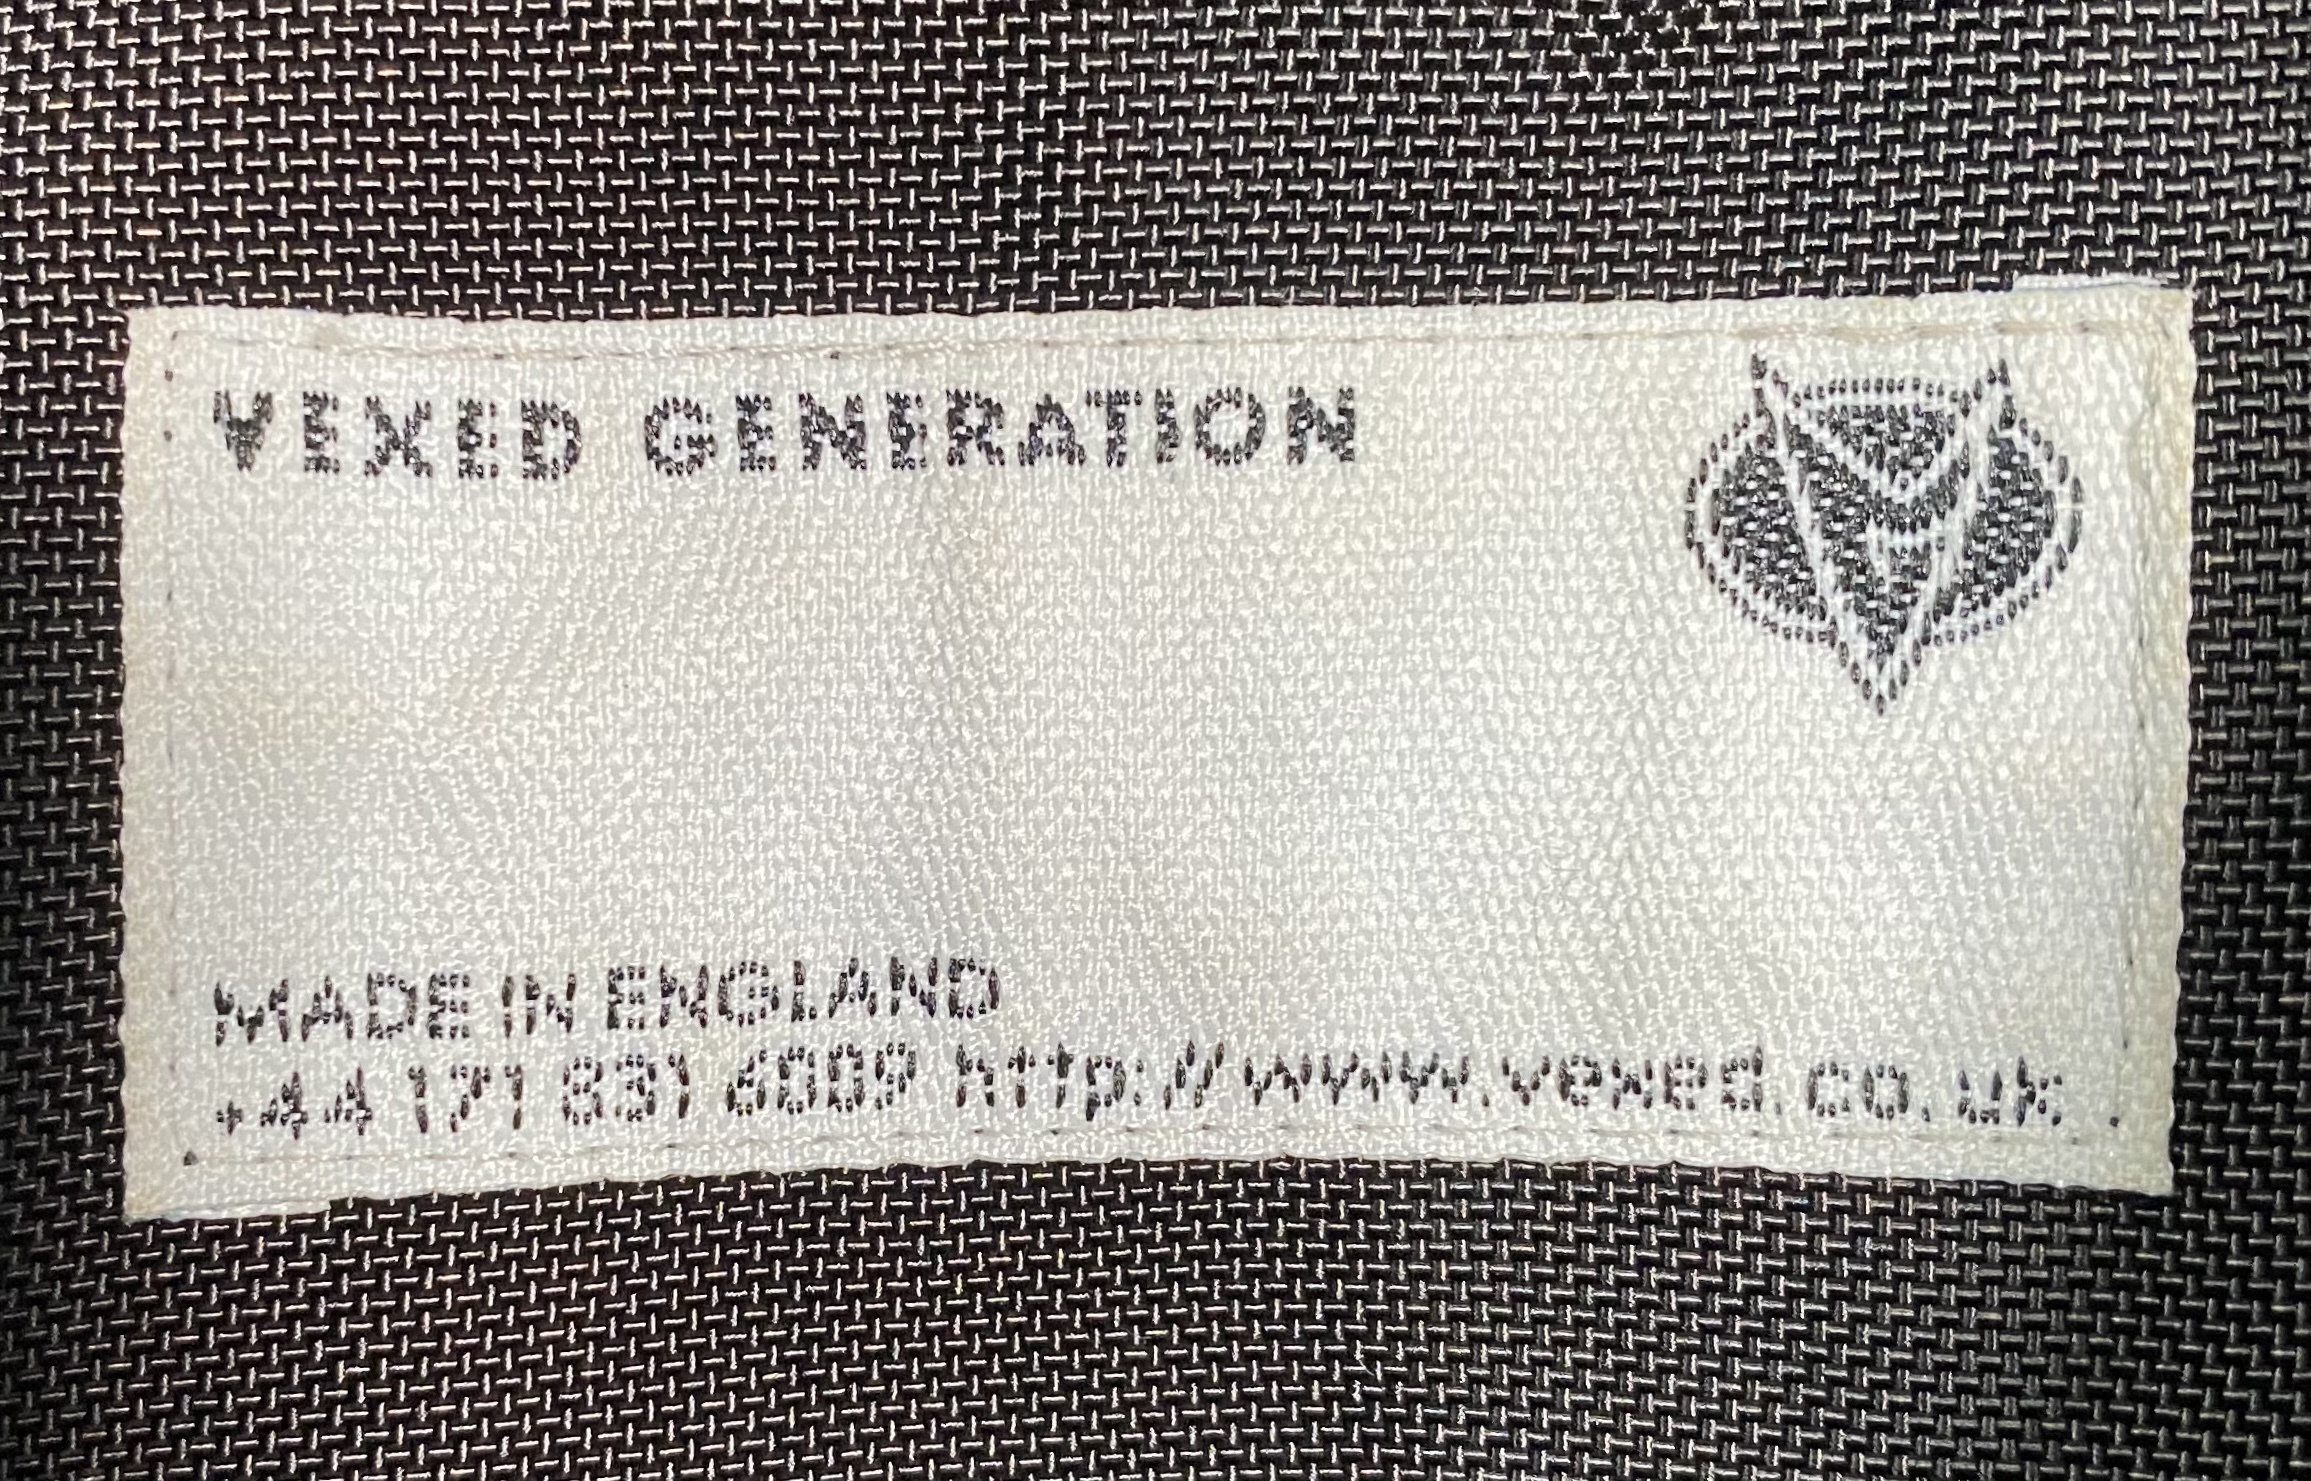 VEXED GENERATION
MADE IN ENGLAND
+44 171 831 6009 http://www.vexed.co.uk